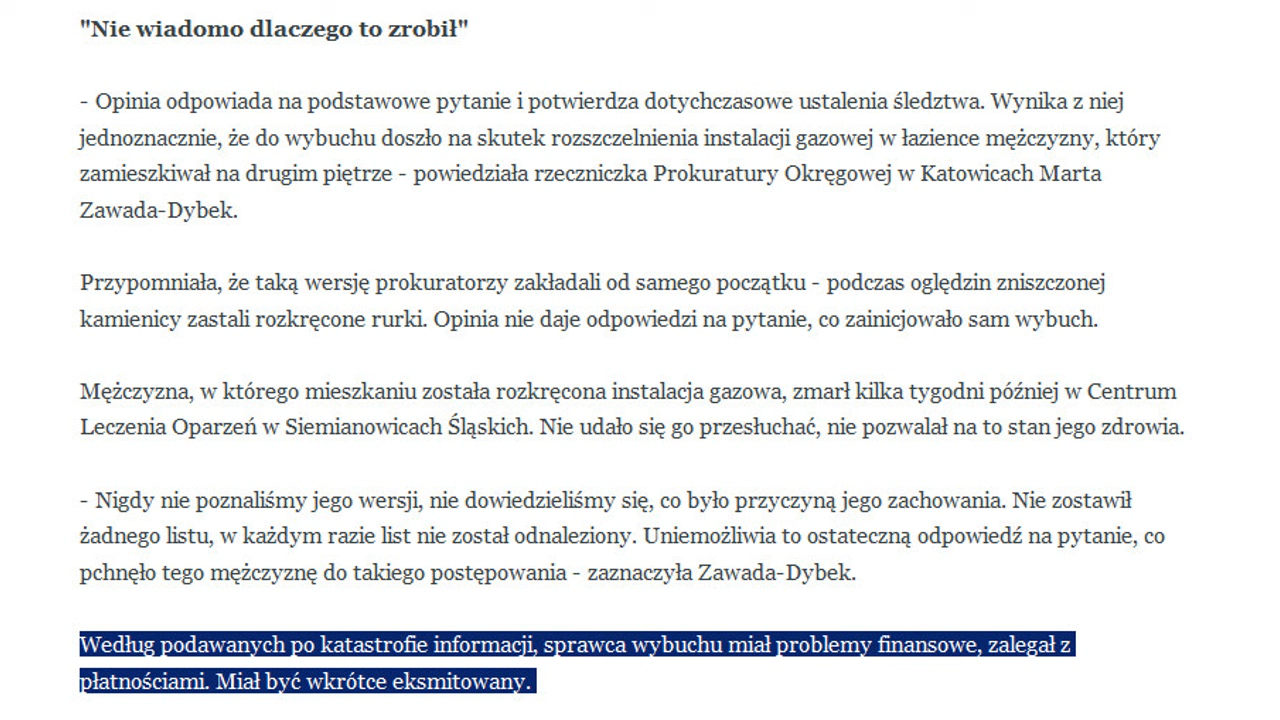 "Nie wiadomo dlaczego to zrobił"
- Opinia odpowiada na podstawowe pytanie i potwierdza dotychczasowe ustalenia śledztwa. Wynika z niej
jednoznacznie, że do wybuchu doszło na skutek rozszczelnienia instalacji gazowej w łazience mężczyzny, który
zamieszkiwał na drugim piętrze - powiedziała rzeczniczka Prokuratury Okręgowej w Katowicach Marta
Zawada-Dybek.
Przypomniała, że taką wersję prokuratorzy zakładali od samego początku - podczas oględzin zniszczonej
kamienicy zastali rozkręcone rurki. Opinia nie daje odpowiedzi na pytanie, co zainicjowało sam wybuch.
Mężczyzna, w którego mieszkaniu została rozkręcona instalacja gazowa, zmarł kilka tygodni później w Centrum
Leczenia Oparzeń w Siemianowicach Śląskich. Nie udało się go przesłuchać, nie pozwalał na to stan jego zdrowia.
- Nigdy nie poznaliśmy jego wersji, nie dowiedzieliśmy się, co było przyczyną jego zachowania. Nie zostawił
żadnego listu, w każdym razie list nie został odnaleziony. Uniemożliwia to ostateczną odpowiedź na pytanie, co
pchnęło tego mężczyznę do takiego postępowania - zaznaczyła Zawada-Dybek.
Według podawanych po katastrofie informacji, sprawca wybuchu miał problemy finansowe, zalegał z
płatnościami. Miał być wkrótce eksmitowany.